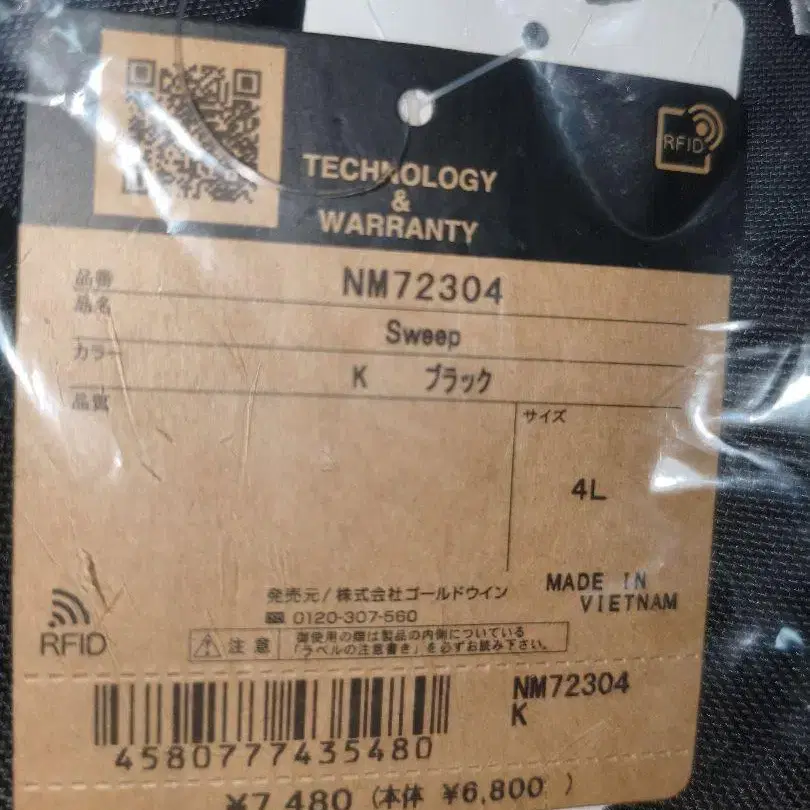 TECHNOLOGY
&
WARRANTY
RFID
品番 NM72304
品名 Sweep
カラー K ブラック
品質
サイズ
4L
発売元/株式会社ゴールドウイン
0120-307-560
MADE IN
VIETNAM
RFID
注意
御使用の際は製品の内側についている
「ラベルの注意書き」を必ずお読み下さい。
NM72304
K
4580777435480
¥7,480 (本体 ¥6,800 )